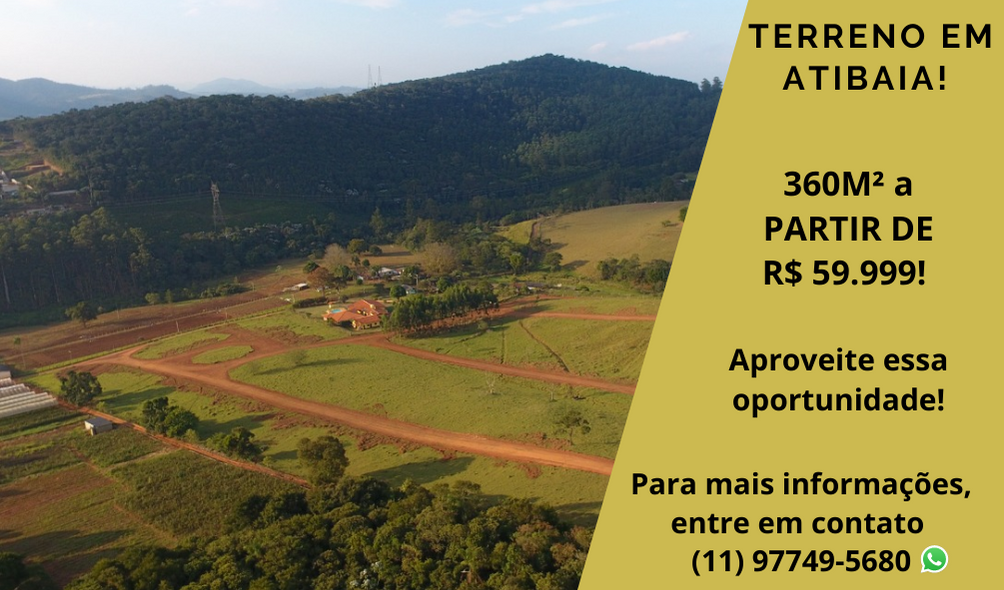 TERRENO EM
ATIBAIA!
360M² a
PARTIR DE
R$ 59.999!
Aproveite essa
oportunidade!
Para mais informações,
entre em contato
(11) 97749-5680